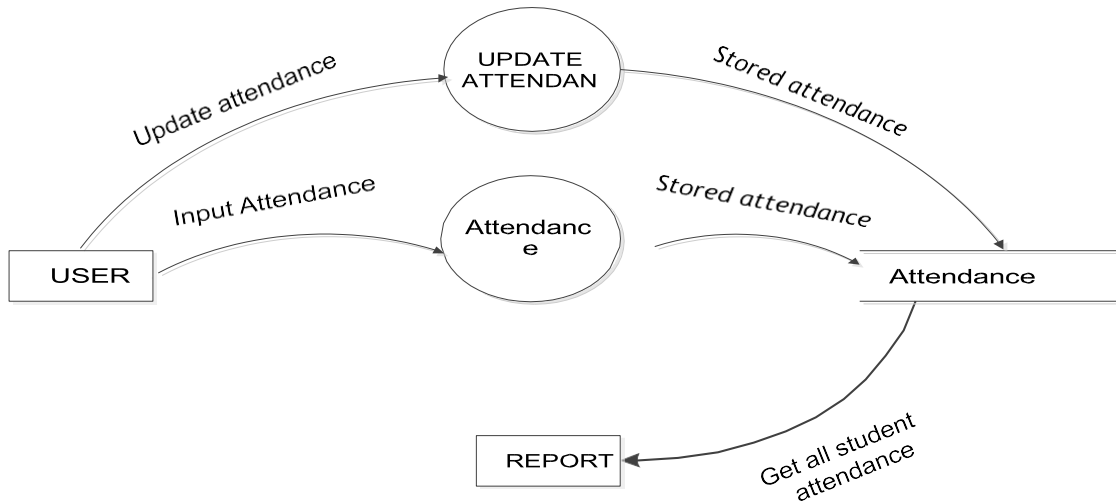 UPDATE
ATTENDAN
Update attendance
Stored attendance
Input Attendance
Stored attendance
Attendanc
e
USER
Attendance
REPORT
Get all student
attendance